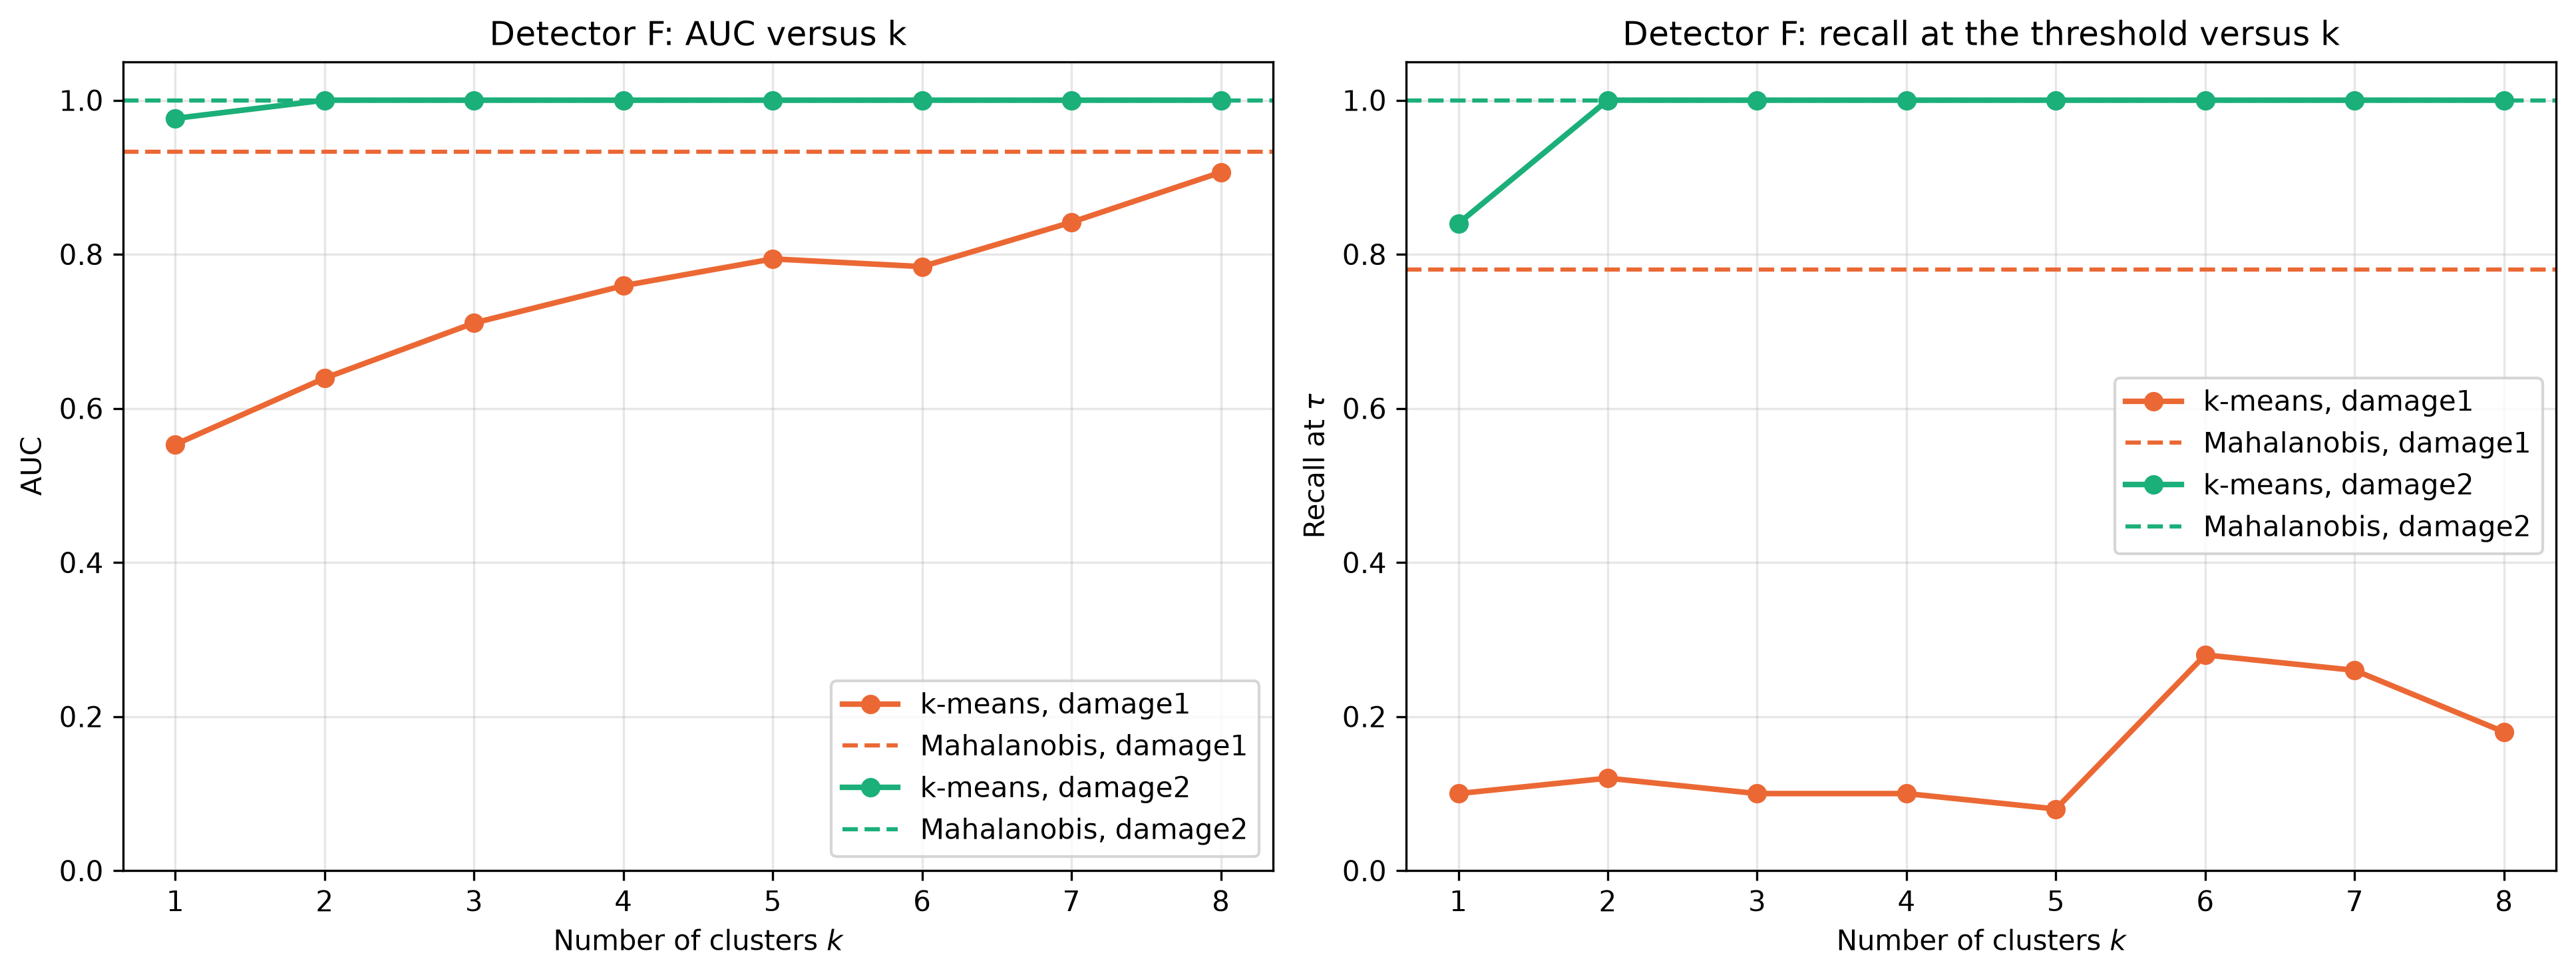 Detector F: AUC versus k
AUC
1.0
0.8
0.6
0.4
0.2
0.0
k-means, damage1
Mahalanobis, damage1
k-means, damage2
Mahalanobis, damage2
1 2 3 4 5 6 7 8
Number of clusters k
Detector F: recall at the threshold versus k
Recall at τ
1.0
0.8
0.6
0.4
0.2
0.0
k-means, damage1
Mahalanobis, damage1
k-means, damage2
Mahalanobis, damage2
1 2 3 4 5 6 7 8
Number of clusters k